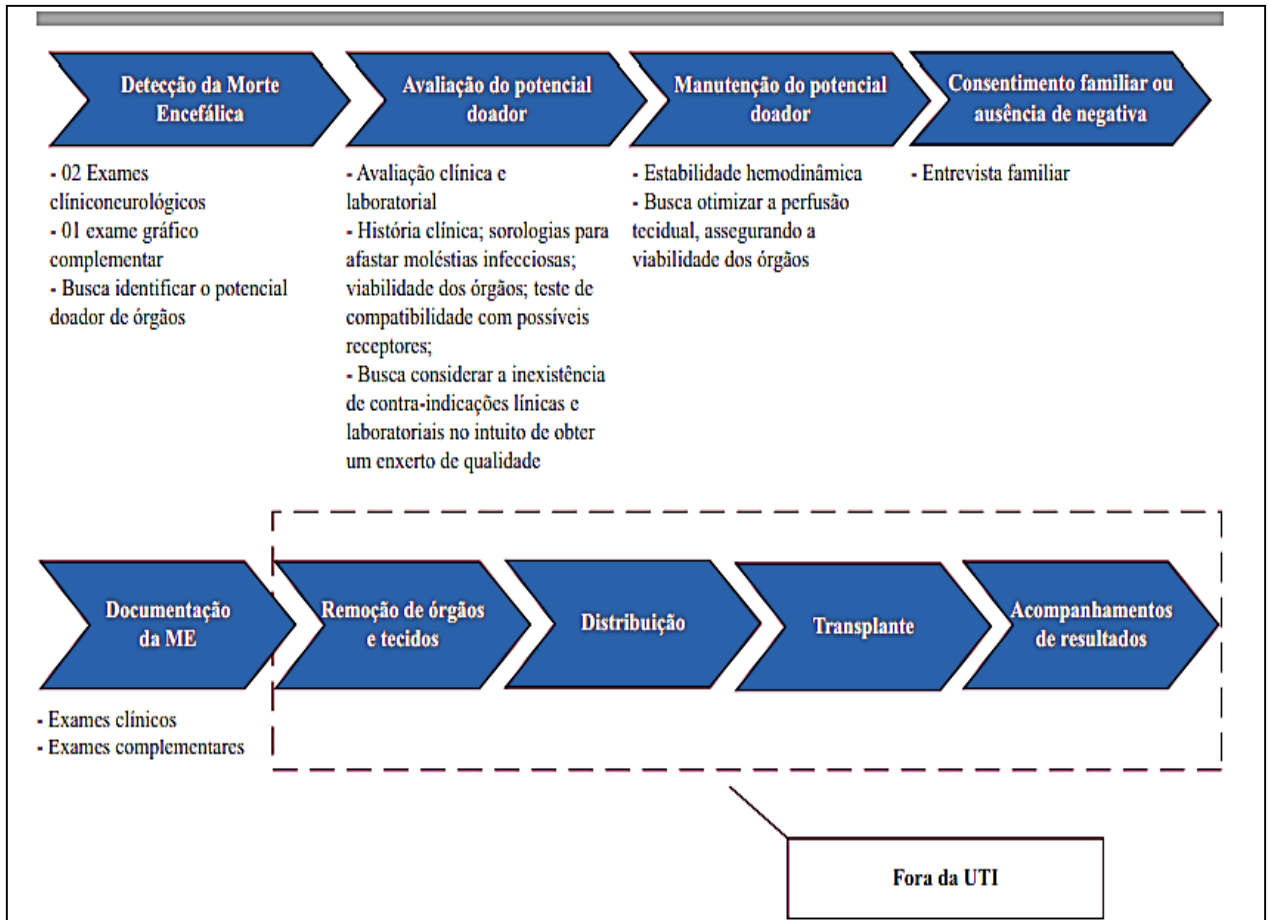 Detecção da Morte
Encefálica
Avaliação do potencial
doador
Manutenção do potencial
doador
Consentimento familiar ou
ausência de negativa
- 02 Exames
clíniconeurológicos
- 01 exame gráfico
complementar
- Busca identificar o potencial
doador de órgãos
- Avaliação clínica e
laboratorial
- História clínica; sorologias para
afastar moléstias infecciosas;
viabilidade dos órgãos; teste de
compatibilidade com possíveis
receptores;
- Busca considerar a inexistência
de contra-indicações línicas e
laboratoriais no intuito de obter
um enxerto de qualidade
- Estabilidade hemodinâmica
- Busca otimizar a perfusão
tecidual, assegurando a
viabilidade dos órgãos
- Entrevista familiar
Documentação
da ME
Remoção de órgãos
e tecidos
Distribuição
Transplante
Acompanhamentos
de resultados
- Exames clínicos
- Exames complementares
Fora da UTI